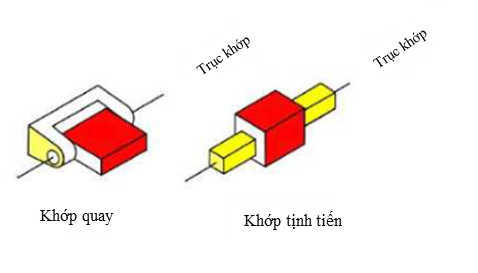 Trục khớp
Trục khớp
Khớp quay
Khớp tịnh tiến